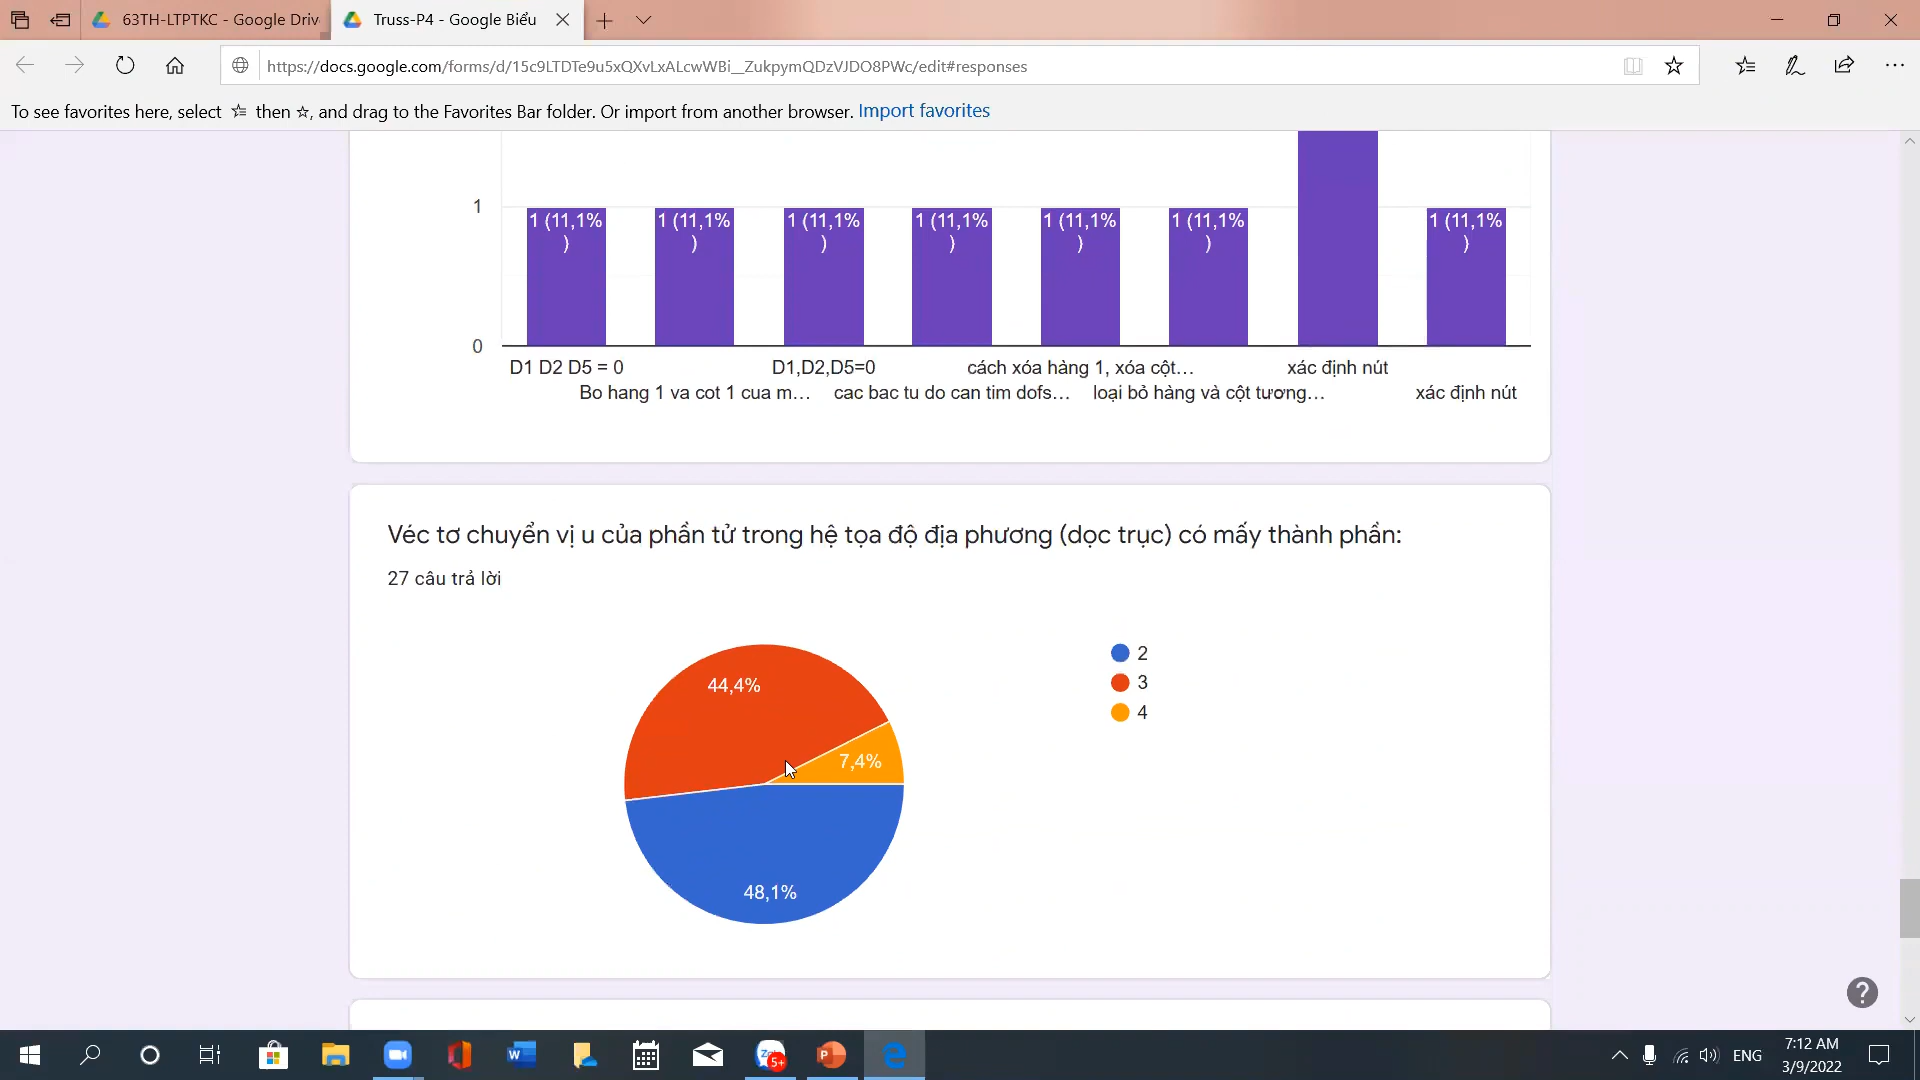 63TH-LTPTKC - Google Driv
Truss-P4 - Google Biểu
https://docs.google.com/forms/d/15c9LTDTe9u5xQXvLxALcwWBi__ZukpymQDzVJDO8PWc/edit#responses
To see favorites here, select then ☆, and drag to the Favorites Bar folder. Or import from another browser. Import favorites
1
1 (11,1%
)
1 (11,1%
)
1 (11,1%
)
1 (11,1%
)
1 (11,1%
)
1 (11,1%
)
1 (11,1%
)
0
D1 D2 D5 = 0
D1,D2,D5=0
cách xóa hàng 1, xóa cột…
xác định nút
Bo hang 1 va cot 1 cua m…
cac bac tu do can tim dofs…
loại bỏ hàng và cột tương…
xác định nút
Véc tơ chuyển vị u của phần tử trong hệ tọa độ địa phương (dọc trục) có mấy thành phần:
27 câu trả lời
44,4%
7,4%
48,1%
2
3
4
?
5+
ENG
7:12 AM
3/9/2022